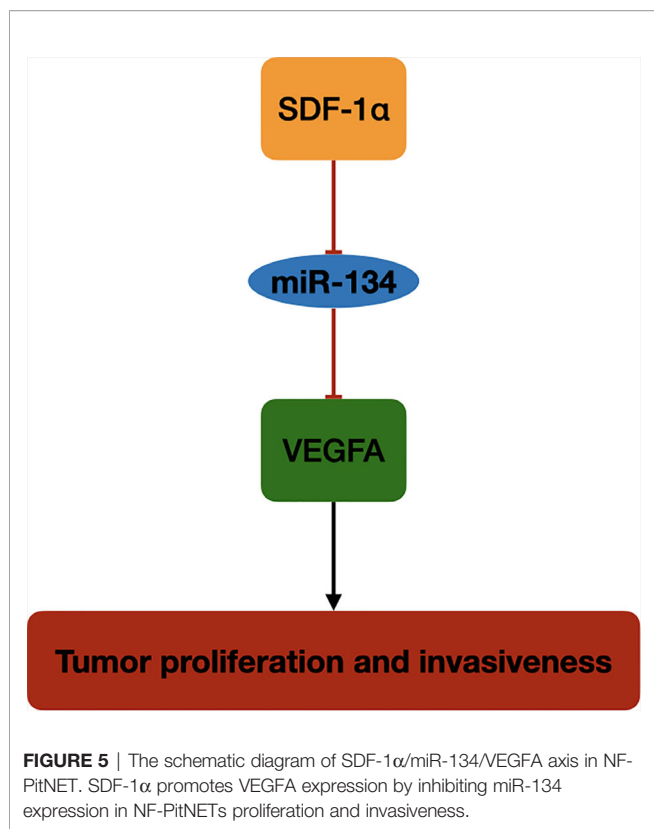 SDF-1α
miR-134
VEGFA
Tumor proliferation and invasiveness
FIGURE 5 | The schematic diagram of SDF-1α/miR-134/VEGFA axis in NF-
PitNET. SDF-1α promotes VEGFA expression by inhibiting miR-134
expression in NF-PitNETs proliferation and invasiveness.